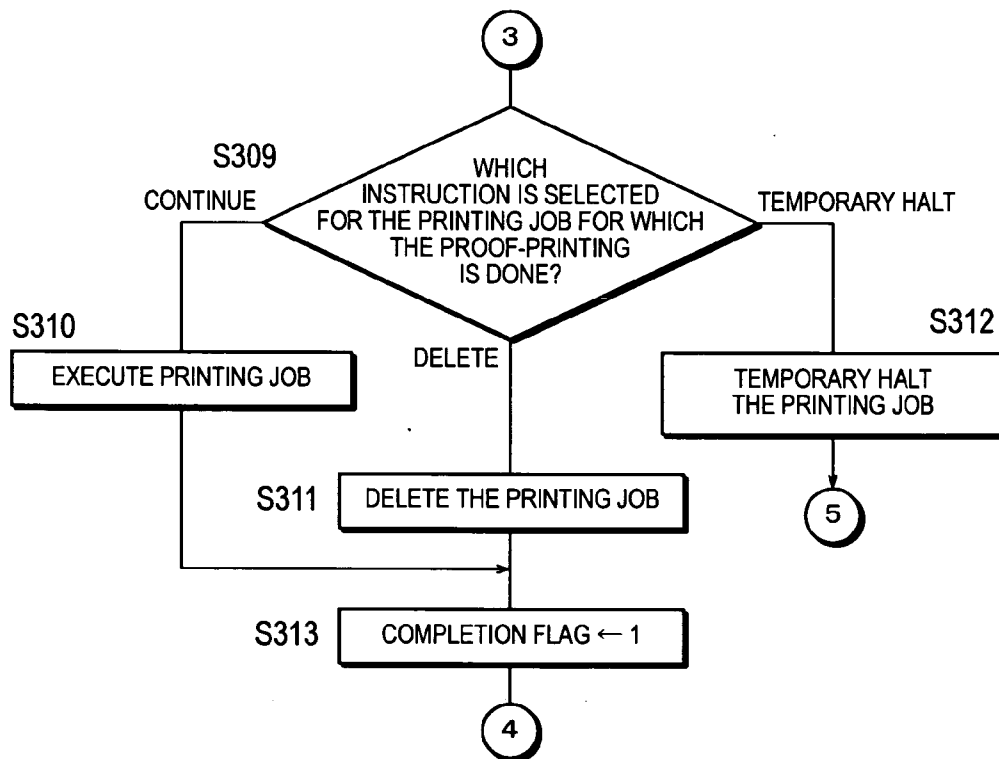 3
S309
WHICH
INSTRUCTION IS SELECTED
FOR THE PRINTING JOB FOR WHICH
THE PROOF-PRINTING
IS DONE?
CONTINUE
TEMPORARY HALT
DELETE
S310
EXECUTE PRINTING JOB
S312
TEMPORARY HALT
THE PRINTING JOB
S311
DELETE THE PRINTING JOB
5
S313
COMPLETION FLAG ← 1
4